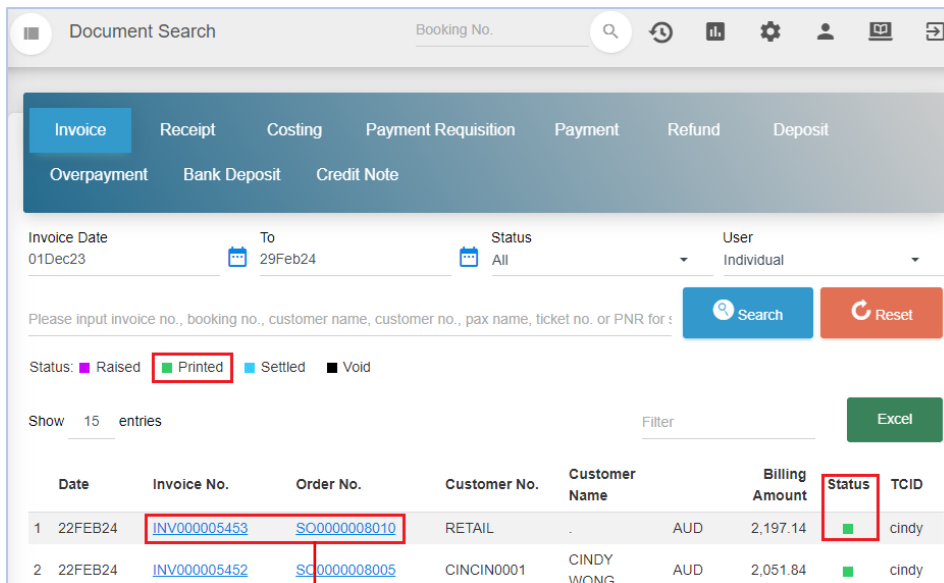 Document Search
Booking No.
Invoice Receipt Costing Payment Requisition Payment Refund Deposit
Overpayment Bank Deposit Credit Note
Invoice Date To Status User
01Dec23 29Feb24 All Individual
Please input invoice no., booking no., customer name, customer no., pax name, ticket no. or PNR for
Search Reset
Status: Raised Printed Settled Void
Show 15 entries Filter Excel
Date Invoice No. Order No. Customer No. Customer Name Billing Amount Status TCID
1 22FEB24 INV000005453 SO0000008010 RETAIL . AUD 2,197.14 cindy
2 22FEB24 INV000005452 SO0000008005 CINCIN0001 CINDY WONG AUD 2,051.84 cindy